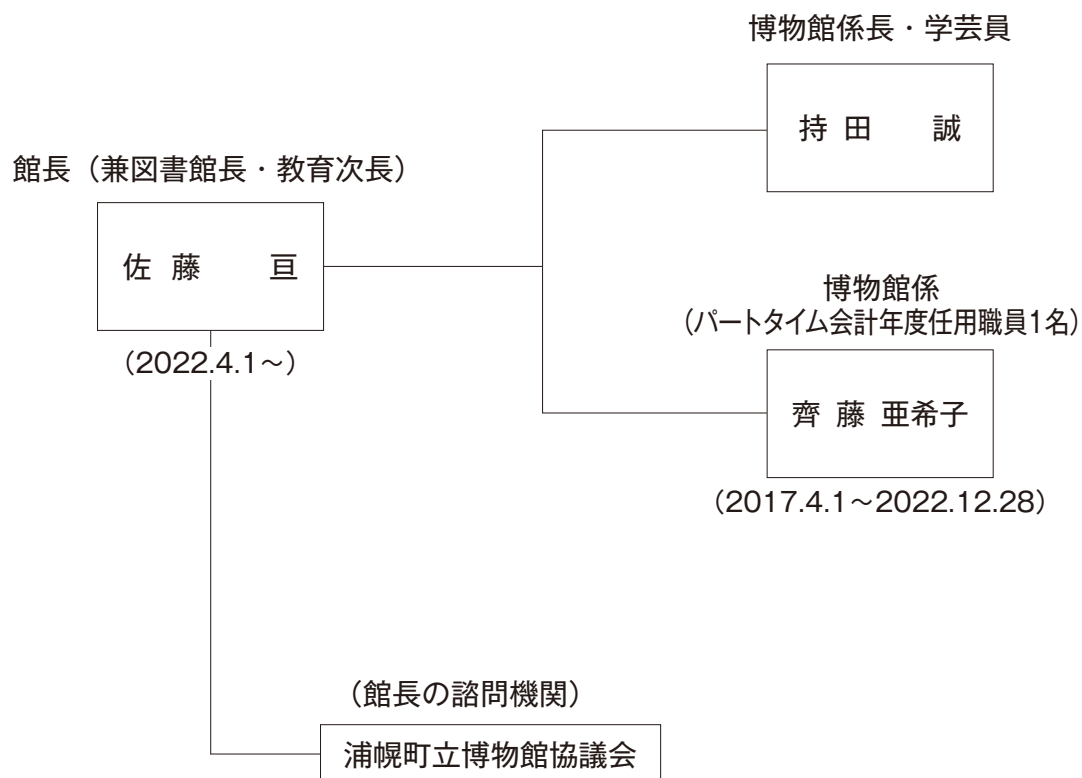 博物館係長・学芸員
持田 誠
館長（兼図書館長・教育次長）
佐藤 亘
（2022.4.1～）
博物館係
（パートタイム会計年度任用職員1名）
齊藤 亜希子
（2017.4.1～2022.12.28）
（館長の諮問機関）
浦幌町立博物館協議会